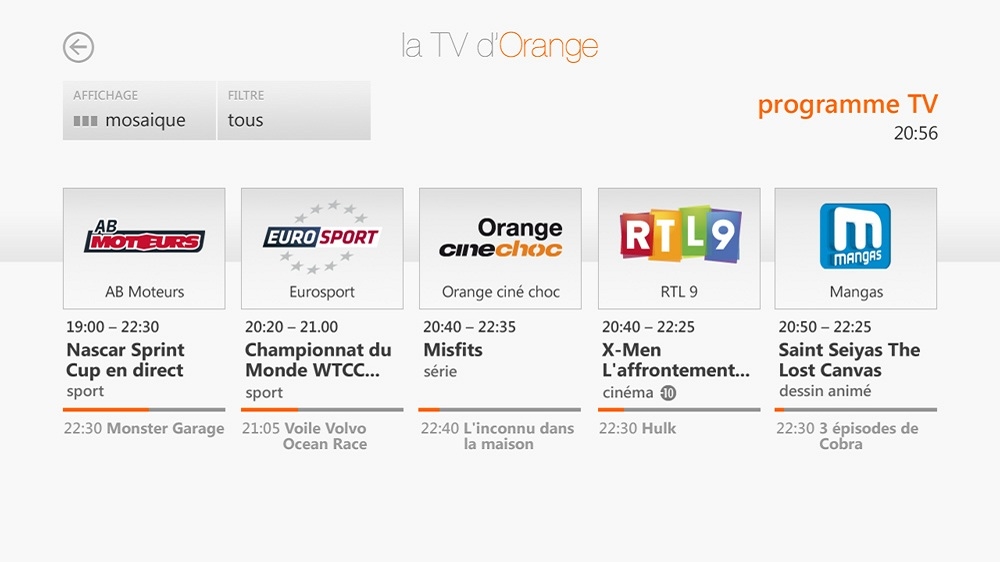 la TV d'Orange
AFFICHAGE
mosaique
FILTRE
tous
programme TV
20:56
AB
MOTEURS
AB Moteurs
EUROSPORT
Eurosport
Orange
cinechoc
Orange ciné choc
RTL9
RTL 9
m
MANGAS
Mangas
19:00 – 22:30
Nascar Sprint
Cup en direct
sport
22:30 Monster Garage
20:20 – 21.00
Championnat du
Monde WTCC...
sport
21:05 Voile Volvo
Ocean Race
20:40 – 22:35
Misfits
série
22:40 L'inconnu dans
la maison
20:40 – 22:25
X-Men
L'affrontement...
cinéma -10
22:30 Hulk
20:50 – 22:25
Saint Seiyas The
Lost Canvas
dessin animé
22:30 3 épisodes de
Cobra